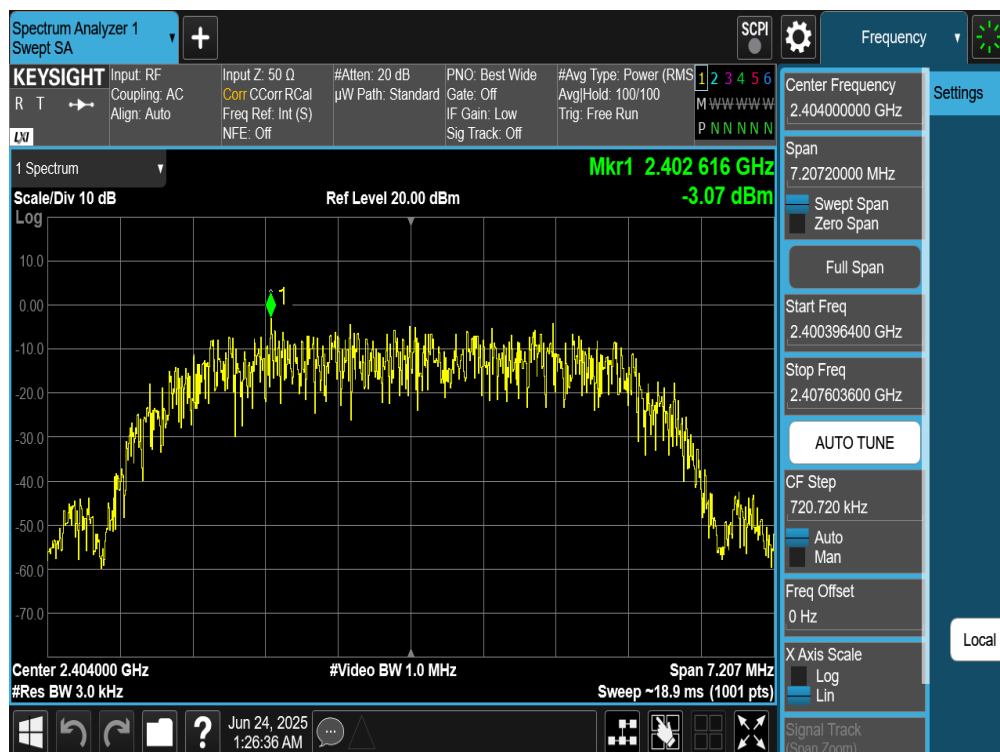 Spectrum Analyzer 1
Swept SA
+
SCPI
Frequency
KEYSIGHT
R T
LXI
Input: RF
Coupling: AC
Align: Auto
Input Z: 50 Ω
Corr CCorr RCal
Freq Ref: Int (S)
NFE: Off
#Atten: 20 dB
µW Path: Standard
PNO: Best Wide
Gate: Off
IF Gain: Low
Sig Track: Off
#Avg Type: Power (RMS
Avg|Hold: 100/100
Trig: Free Run
1 2 3 4 5 6
M W W W W W W
P N N N N N
1 Spectrum
Mkr1 2.402 616 GHz
-3.07 dBm
Scale/Div 10 dB
Ref Level 20.00 dBm
Log
10.0
0.00
-10.0
-20.0
-30.0
-40.0
-50.0
-60.0
-70.0
1
Center 2.404000 GHz
#Video BW 1.0 MHz
Span 7.207 MHz
#Res BW 3.0 kHz
Sweep ~18.9 ms (1001 pts)
Center Frequency
2.404000000 GHz
Settings
Span
7.20720000 MHz
Swept Span
Zero Span
Full Span
Start Freq
2.400396400 GHz
Stop Freq
2.407603600 GHz
AUTO TUNE
CF Step
720.720 kHz
Auto
Man
Freq Offset
0 Hz
Local
X Axis Scale
Log
Lin
Signal Track
(Span Zoom)
?
Jun 24, 2025
1:26:36 AM